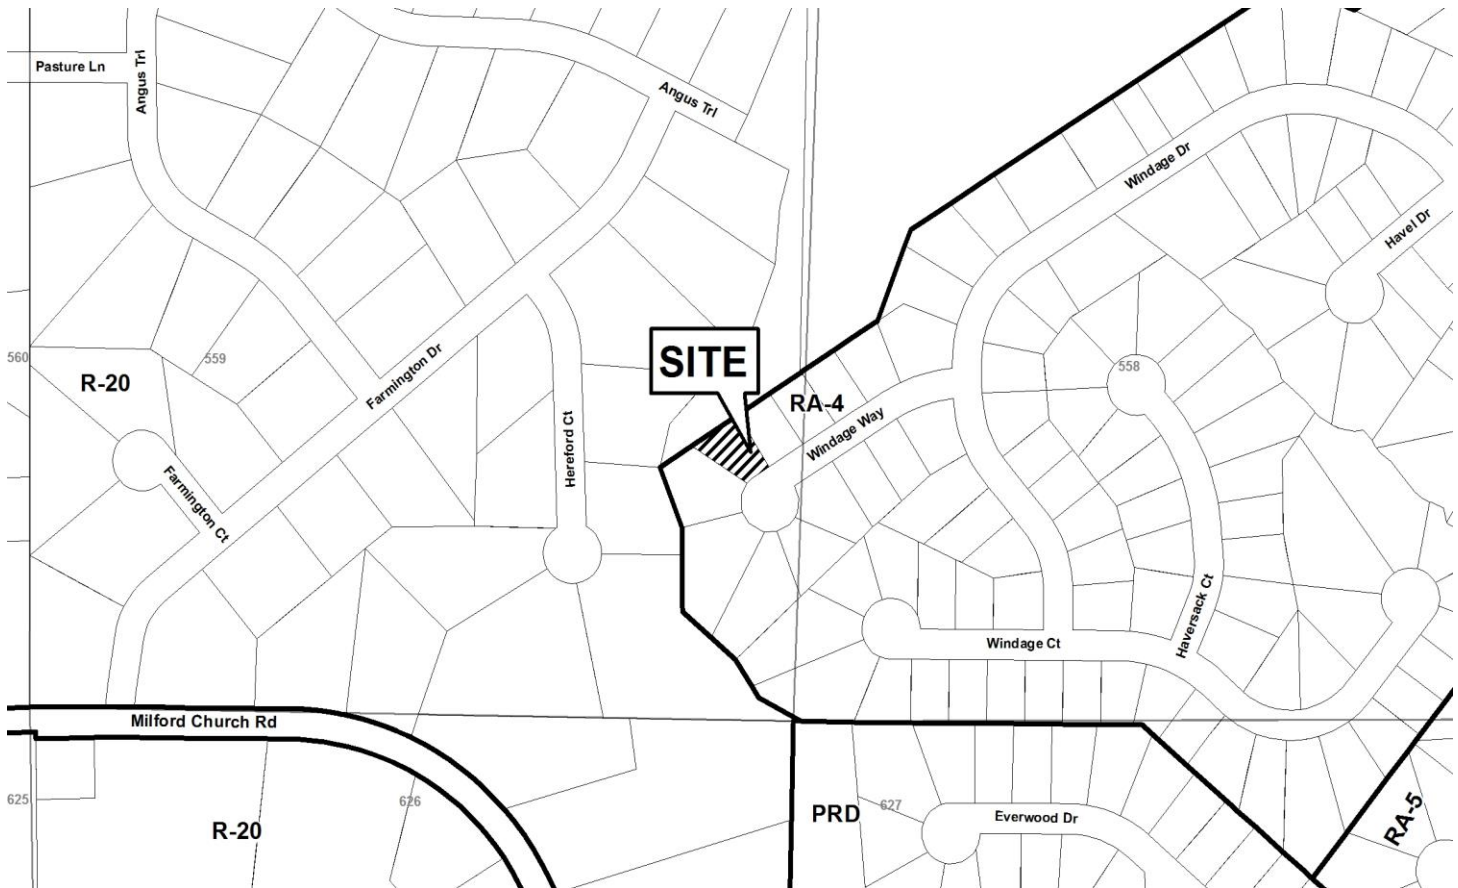 Pasture Ln
Angus Trl
Angus Trl
Windage Dr
Havel Dr
560
559
R-20
Farmington Dr
SITE
RA-4
558
Windage Way
Hereford Ct
Farmington Ct
Haversack Ct
Windage Ct
Milford Church Rd
625
626
R-20
PRD
627
Everwood Dr
RA-5